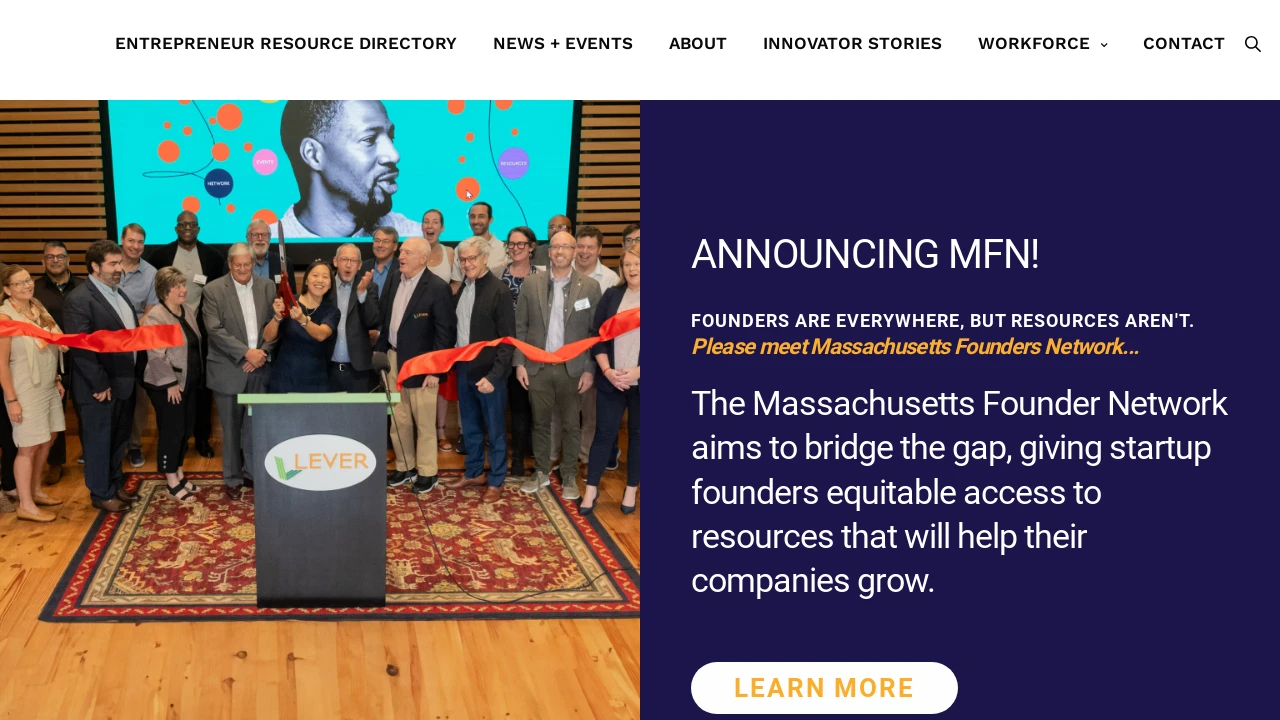 ENTREPRENEUR RESOURCE DIRECTORY NEWS + EVENTS ABOUT INNOVATOR STORIES WORKFORCE CONTACT
EVENTS
RESOURCES
NETWORK
LEVER
LEVER
ANNOUNCING MFN!
FOUNDERS ARE EVERYWHERE, BUT RESOURCES AREN'T.
Please meet Massachusetts Founders Network...
The Massachusetts Founder Network
aims to bridge the gap, giving startup
founders equitable access to
resources that will help their
companies grow.
LEARN MORE